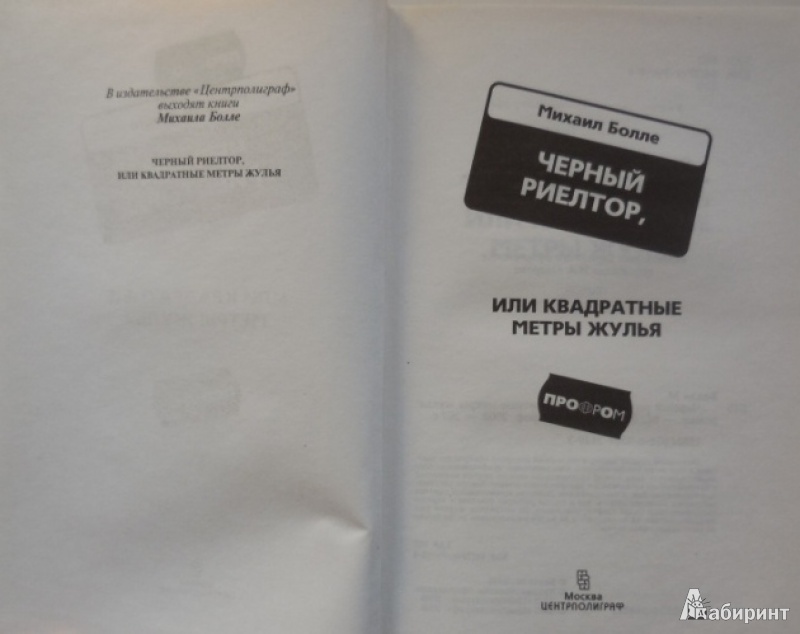 В издательстве «Центрполиграф»
выходят книги
Михаила Болле
ЧЕРНЫЙ РИЕЛТОР,
ИЛИ КВАДРАТНЫЕ МЕТРЫ ЖУЛЬЯ
Михаил Болле
ЧЕРНЫЙ
РИЕЛТОР,
ИЛИ КВАДРАТНЫЕ
МЕТРЫ ЖУЛЬЯ
ПРОФРОМ
Москва
ЦЕНТРПОЛИГРАФ
Лабиринт